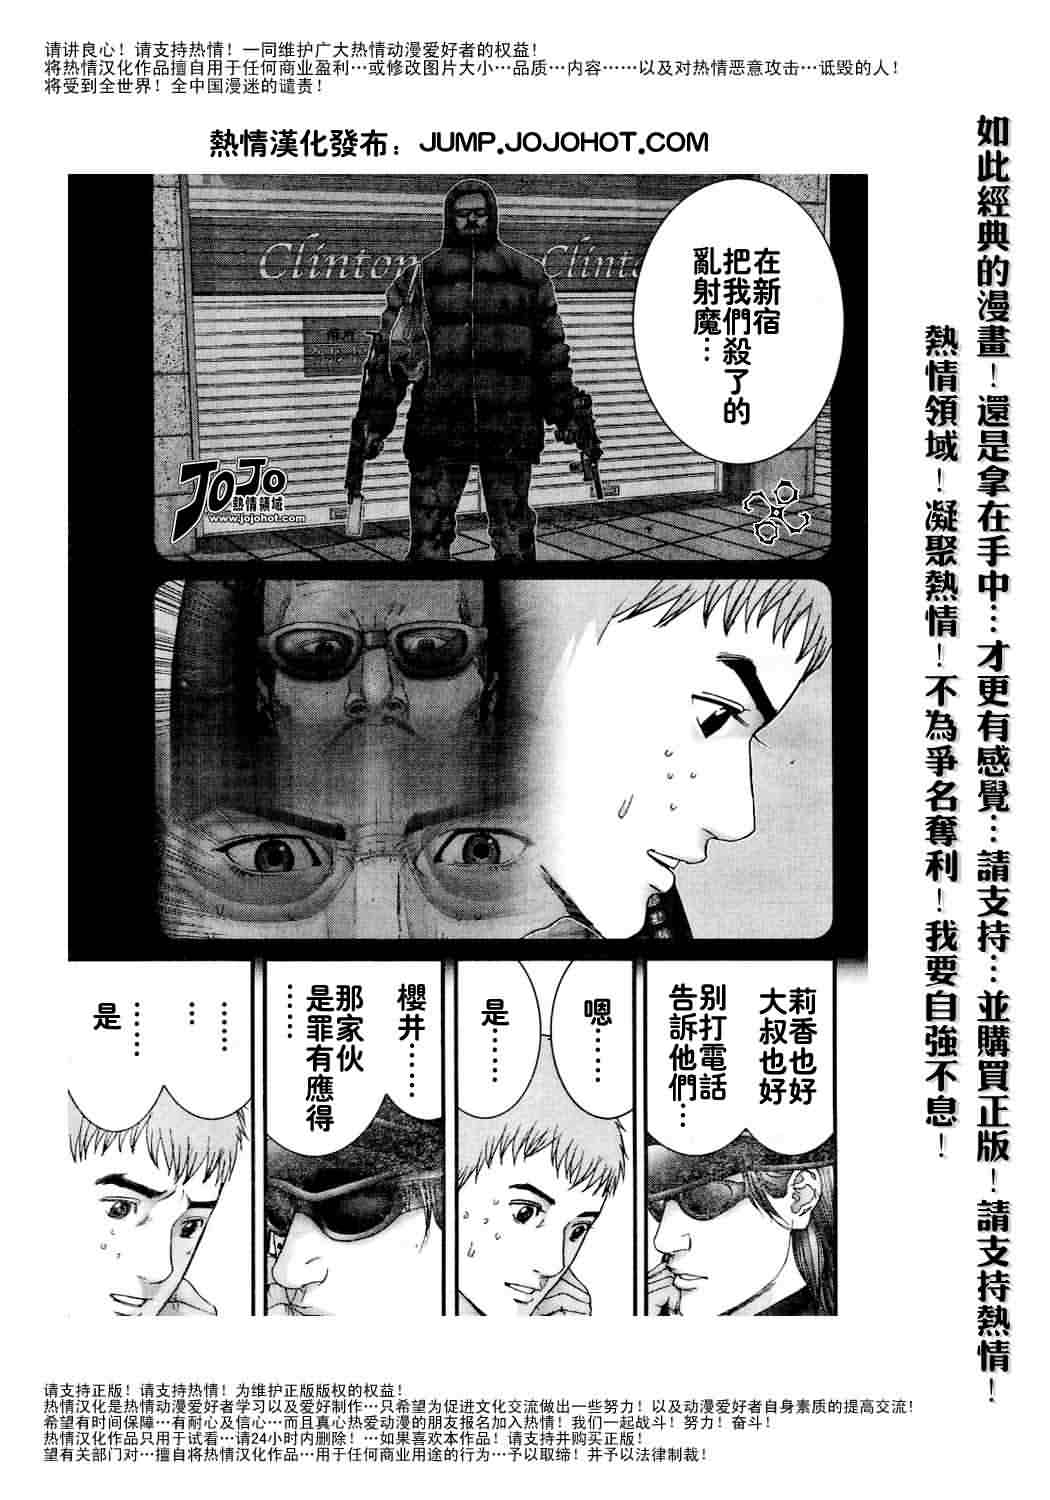 请讲良心！请支持热情！一同维护广大热情动漫爱好者的权益！
将热情汉化作品擅自用于任何商业盈利…或修改图片大小…品质…内容……以及对热情恶意攻击…诋毁的人！
将受到全世界！全中国漫迷的谴责！
熱情漢化發布：JUMP.JOJOHOT.COM
如此經典的漫畫！還是拿在手中…才更有感覺…請支持…並購買正版！請支持熱情！
熱情領域！凝聚熱情！不為爭名奪利！我要自強不息！
在新宿
把我們殺了的
亂射魔…
Clinton
Clinto
JOJO
熱情領域
www.jojohot.com
莉香也好
大叔也好
別打電話
告訴他們…
嗯……
是……
櫻井……
那家伙
是罪有應得
……
……
…
是……
请支持正版！请支持热情！为维护正版版权的权益！
热情汉化是热情动漫爱好者学习以及爱好制作…只希望为促进文化交流做出一些努力！以及动漫爱好者自身素质的提高交流！
希望有时间保障…有耐心及信心…而且真心热爱动漫的朋友报名加入热情！我们一起战斗！努力！奋斗！
热情汉化作品只用于试看…请24小时内删除！…如果喜欢本作品！请支持并购买正版！
望有关部门对…擅自将热情汉化作品…用于任何商业用途的行为…予以取缔！并予以法律制裁！